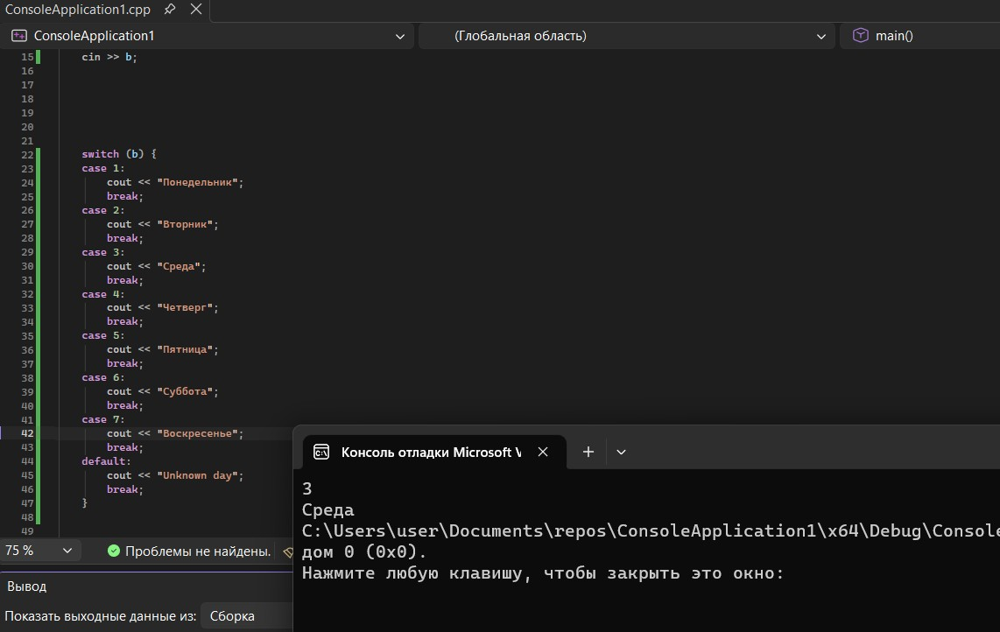 ConsoleApplication1.cpp
ConsoleApplication1 (Глобальная область) main()
15 cin >> b;
16
17
18
19
20
21
22 switch (b) {
23 case 1:
24 cout << "Понедельник";
25 break;
26 case 2:
27 cout << "Вторник";
28 break;
29 case 3:
30 cout << "Среда";
31 break;
32 case 4:
33 cout << "Четверг";
34 break;
35 case 5:
36 cout << "Пятница";
37 break;
38 case 6:
39 cout << "Суббота";
40 break;
41 case 7:
42 cout << "Воскресенье";
43 break;
44 default:
45 cout << "Unknown day";
46 break;
47 }
48
49
75 % Проблемы не найдены.
Вывод
Показать выходные данные из: Сборка
Консоль отладки Microsoft V
3
Среда
C:\Users\user\Documents\repos\ConsoleApplication1\x64\Debug\Console
дом 0 (0x0).
Нажмите любую клавишу, чтобы закрыть это окно: